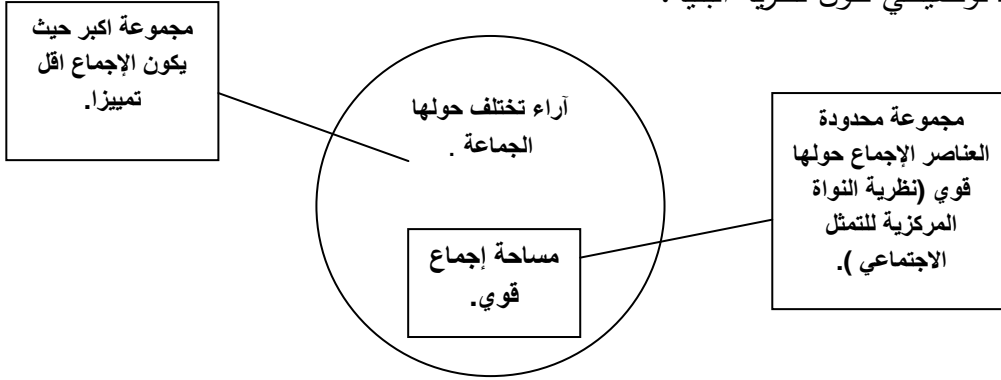 مجموعة اكبر حيث
يكون الإجماع اقل
تمييزا.
آراء تختلف حولها
الجماعة .
مجموعة محدودة
العناصر الإجماع حولها
قوي (نظرية النواة
المركزية للتمثل
الاجتماعي ).
مساحة إجماع
قوي.